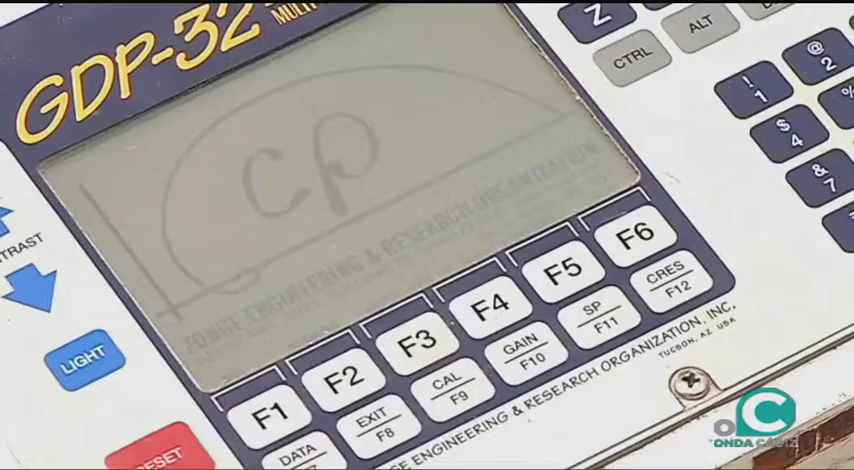 GDP-32
MULTI
CP
ZONGE ENGINEERING & RESEARCH ORGANIZATION
Z
CTRL
ALT
! 1
@ 2
%
$ 4
& 7
LIGHT
RESET
F1 F2 F3 F4 F5 F6
DATA
EXIT F8
CAL F9
GAIN F10
SP F11
CRES F12
ENGINEERING & RESEARCH ORGANIZATION, INC.
TUCSON, AZ USA
C
ONDA CÁDIZ